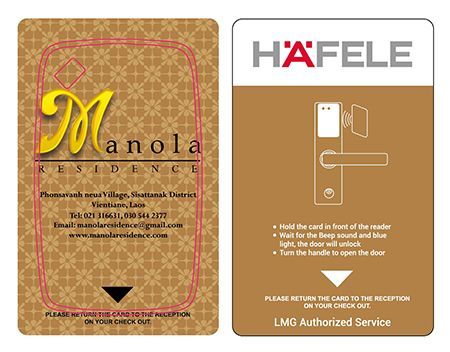 Manola
RESIDENCE
Phonsavanh neua Village, Sisattanak District
Vientiane, Laos
Tel: 021 316631, 030 544 2377
Email: manolaresidence@gmail.com
www.manolaresidence.com
PLEASE RETURN THE CARD TO THE RECEPTION
ON YOUR CHECK OUT.
HÄFELE
• Hold the card in front of the reader
• Wait for the Beep sound and blue
light, the door will unlock
• Turn the handle to open the door
PLEASE RETURN THE CARD TO THE RECEPTION
ON YOUR CHECK OUT.
LMG Authorized Service